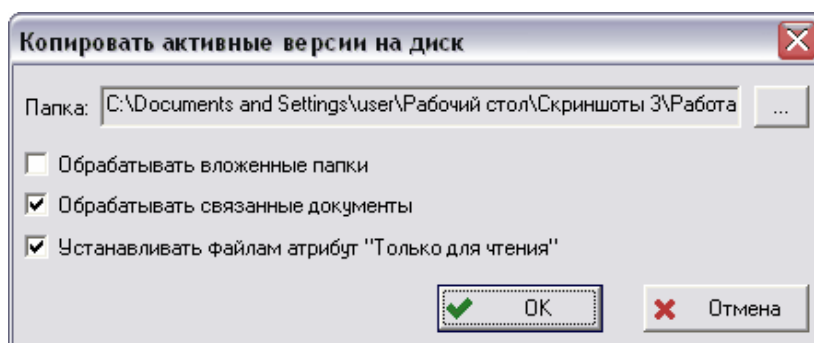 Копировать активные версии на диск
Папка: C:\Documents and Settings\user\Рабочий стол\Скриншоты 3\Работа ...
Обрабатывать вложенные папки
Обрабатывать связанные документы
Устанавливать файлам атрибут "Только для чтения"
OK Отмена